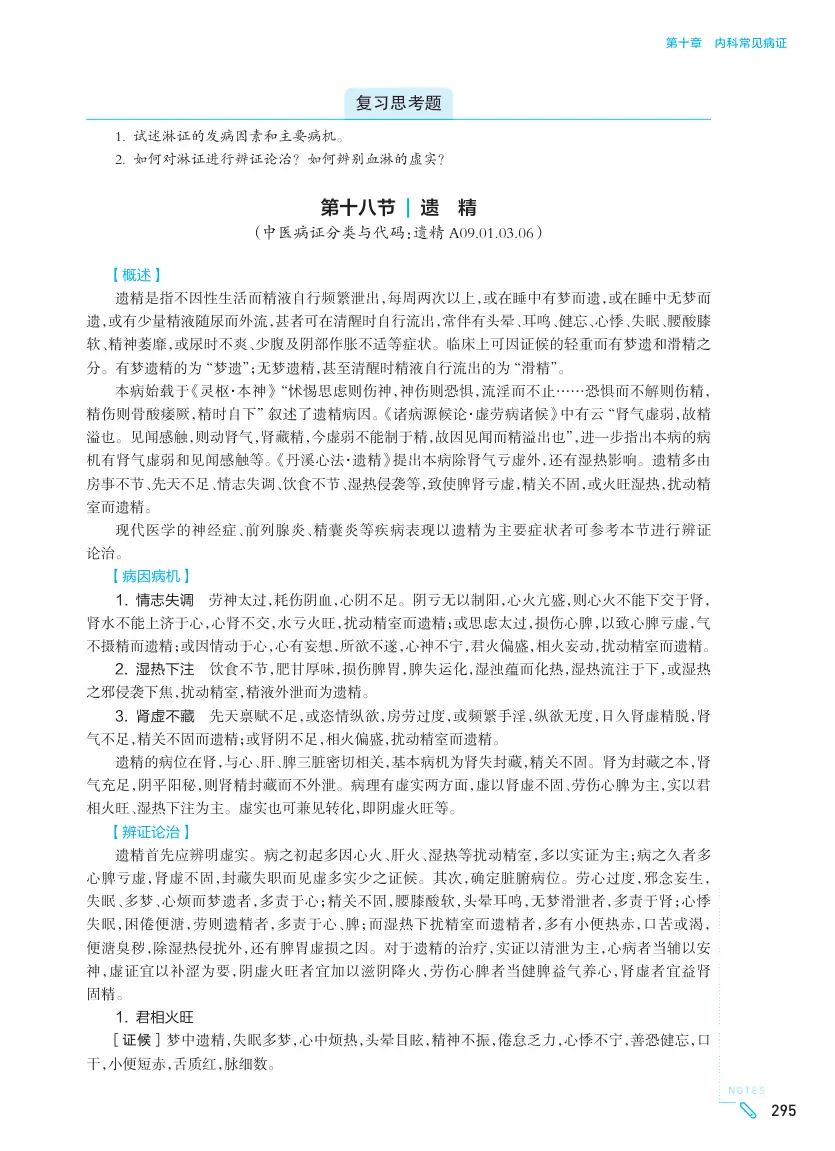 第十章　内科常见病证
复习思考题
1. 试述淋证的发病因素和主要病机。
2. 如何对淋证进行辨证论治？如何辨别血淋的虚实？
第十八节 | 遗　精
（中医病证分类与代码：遗精 A09.01.03.06）
【概述】
遗精是指不因性生活而精液自行频繁泄出，每周两次以上，或在睡中有梦而遗，或在睡中无梦而
遗，或有少量精液随尿而外流，甚者可在清醒时自行流出，常伴有头晕、耳鸣、健忘、心悸、失眠、腰酸膝
软、精神萎靡，或尿时不爽、少腹及阴部作胀不适等症状。临床上可因证候的轻重而有梦遗和滑精之
分。有梦遗精的为“梦遗”；无梦遗精，甚至清醒时精液自行流出的为“滑精”。
本病始载于《灵枢·本神》“怵惕思虑则伤神，神伤则恐惧，流淫而不止……恐惧而不解则伤精，
精伤则骨酸痿厥，精时自下”叙述了遗精病因。《诸病源候论·虚劳病诸候》中有云“肾气虚弱，故精
溢也。见闻感触，则动肾气，肾藏精，今虚弱不能制于精，故因见闻而精溢出也”，进一步指出本病的病
机有肾气虚弱和见闻感触等。《丹溪心法·遗精》提出本病除肾气亏虚外，还有湿热影响。遗精多由
房事不节、先天不足、情志失调、饮食不节、湿热侵袭等，致使脾肾亏虚，精关不固，或火旺湿热，扰动精
室而遗精。
现代医学的神经症、前列腺炎、精囊炎等疾病表现以遗精为主要症状者可参考本节进行辨证
论治。
【病因病机】
1. 情志失调　劳神太过，耗伤阴血，心阴不足。阴亏无以制阳，心火亢盛，则心火不能下交于肾，
肾水不能上济于心，心肾不交，水亏火旺，扰动精室而遗精；或思虑太过，损伤心脾，以致心脾亏虚，气
不摄精而遗精；或因情动于心，心有妄想，所欲不遂，心神不宁，君火偏盛，相火妄动，扰动精室而遗精。
2. 湿热下注　饮食不节，肥甘厚味，损伤脾胃，脾失运化，湿浊蕴而化热，湿热流注于下，或湿热
之邪侵袭下焦，扰动精室，精液外泄而为遗精。
3. 肾虚不藏　先天禀赋不足，或恣情纵欲，房劳过度，或频繁手淫，纵欲无度，日久肾虚精脱，肾
气不足，精关不固而遗精；或肾阴不足，相火偏盛，扰动精室而遗精。
遗精的病位在肾，与心、肝、脾三脏密切相关，基本病机为肾失封藏，精关不固。肾为封藏之本，肾
气充足，阴平阳秘，则肾精封藏而不外泄。病理有虚实两方面，虚以肾虚不固、劳伤心脾为主，实以君
相火旺、湿热下注为主。虚实也可兼见转化，即阴虚火旺等。
【辨证论治】
遗精首先应辨明虚实。病之初起多因心火、肝火、湿热等扰动精室，多以实证为主；病之久者多
心脾亏虚，肾虚不固，封藏失职而见虚多实少之证候。其次，确定脏腑病位。劳心过度，邪念妄生，
失眠、多梦、心烦而梦遗者，多责于心；精关不固，腰膝酸软，头晕耳鸣，无梦滑泄者，多责于肾；心悸
失眠，困倦便溏，劳则遗精者，多责于心、脾；而湿热下扰精室而遗精者，多有小便热赤，口苦或渴，
便溏臭秽，除湿热侵扰外，还有脾胃虚损之因。对于遗精的治疗，实证以清泄为主，心病者当辅以安
神，虚证宜以补涩为要，阴虚火旺者宜加以滋阴降火，劳伤心脾者当健脾益气养心，肾虚者宜益肾
固精。
1. 君相火旺
［证候］梦中遗精，失眠多梦，心中烦热，头晕目眩，精神不振，倦怠乏力，心悸不宁，善恐健忘，口
干，小便短赤，舌质红，脉细数。
NOTES
295